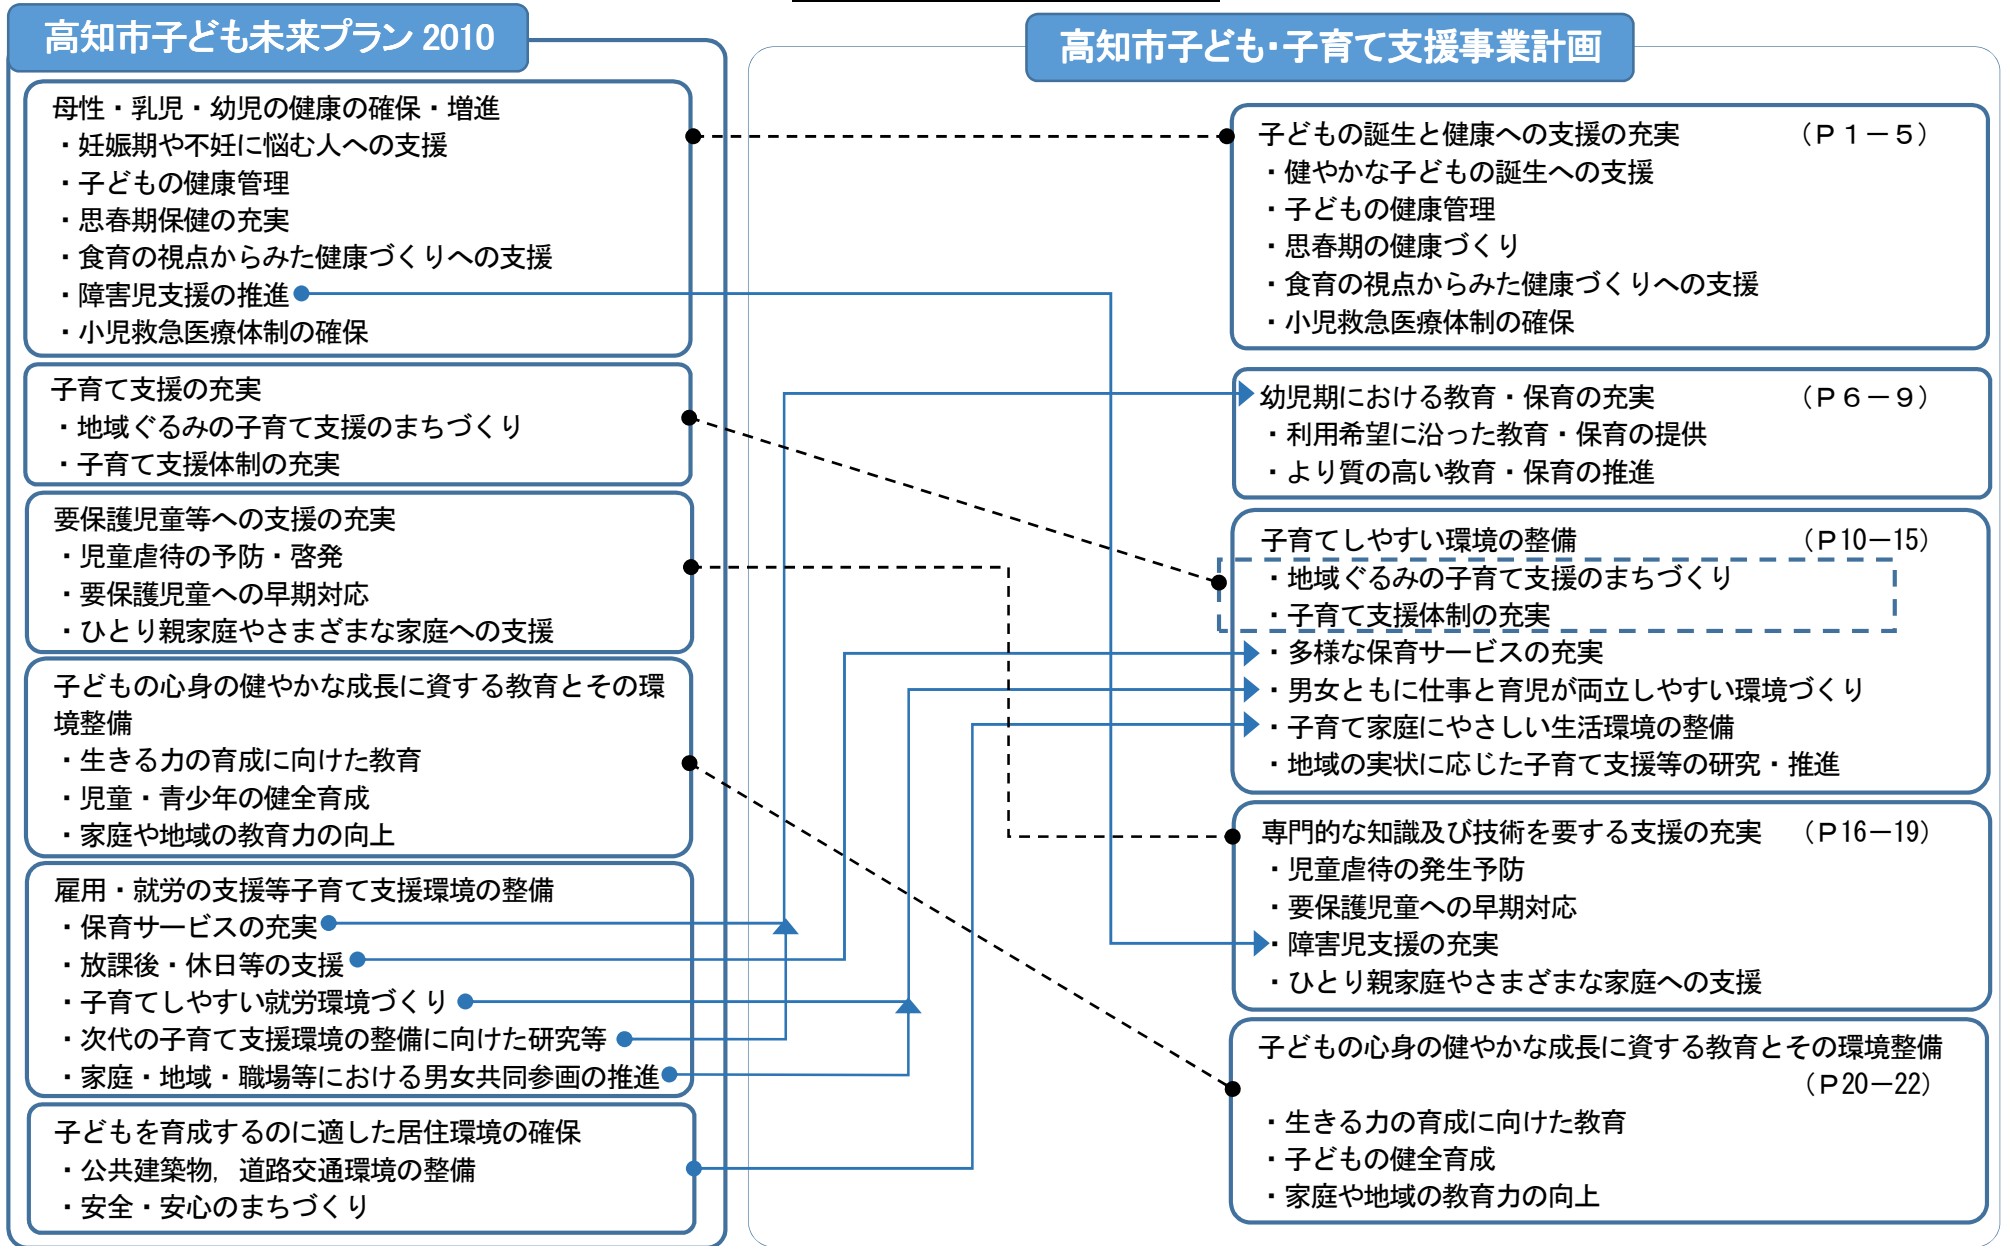 高知市子ども未来プラン 2010
母性・乳児・幼児の健康の確保・増進
・妊娠期や不妊に悩む人への支援
・子どもの健康管理
・思春期保健の充実
・食育の視点からみた健康づくりへの支援
・障害児支援の推進
・小児救急医療体制の確保
子育て支援の充実
・地域ぐるみの子育て支援のまちづくり
・子育て支援体制の充実
要保護児童等への支援の充実
・児童虐待の予防・啓発
・要保護児童への早期対応
・ひとり親家庭やさまざまな家庭への支援
子どもの心身の健やかな成長に資する教育とその環
境整備
・生きる力の育成に向けた教育
・児童・青少年の健全育成
・家庭や地域の教育力の向上
雇用・就労の支援等子育て支援環境の整備
・保育サービスの充実
・放課後・休日等の支援
・子育てしやすい就労環境づくり
・次代の子育て支援環境の整備に向けた研究等
・家庭・地域・職場等における男女共同参画の推進
子どもを育成するのに適した居住環境の確保
・公共建築物，道路交通環境の整備
・安全・安心のまちづくり
高知市子ども・子育て支援事業計画
子どもの誕生と健康への支援の充実　（Ｐ１－５）
・健やかな子どもの誕生への支援
・子どもの健康管理
・思春期の健康づくり
・食育の視点からみた健康づくりへの支援
・小児救急医療体制の確保
幼児期における教育・保育の充実　（Ｐ６－９）
・利用希望に沿った教育・保育の提供
・より質の高い教育・保育の推進
子育てしやすい環境の整備　（Ｐ10－15）
・地域ぐるみの子育て支援のまちづくり
・子育て支援体制の充実
・多様な保育サービスの充実
・男女ともに仕事と育児が両立しやすい環境づくり
・子育て家庭にやさしい生活環境の整備
・地域の実状に応じた子育て支援等の研究・推進
専門的な知識及び技術を要する支援の充実　（Ｐ16－19）
・児童虐待の発生予防
・要保護児童への早期対応
・障害児支援の充実
・ひとり親家庭やさまざまな家庭への支援
子どもの心身の健やかな成長に資する教育とその環境整備
（Ｐ20－22）
・生きる力の育成に向けた教育
・子どもの健全育成
・家庭や地域の教育力の向上